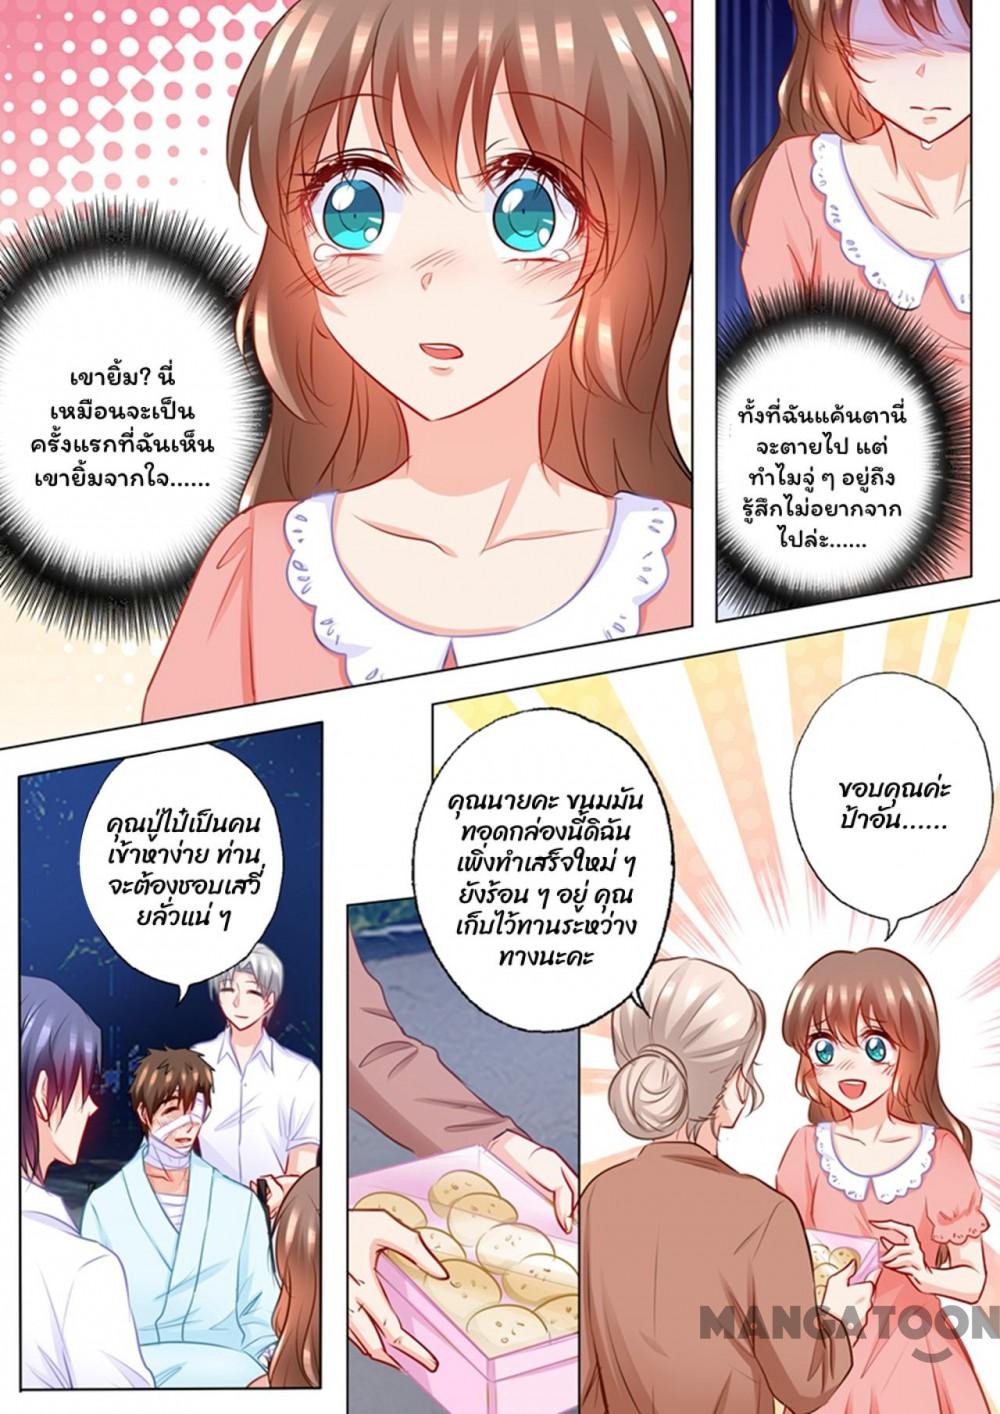 เขายิ้ม? นี่
เหมือนจะเป็น
ครั้งแรกที่ฉันเห็น
เขายิ้มจากใจ......
ทั้งที่ฉันแค้นตานี่
จะตายไป แต่
ทำไมจู่ ๆ อยู่ถึง
รู้สึกไม่อยากจาก
ไปล่ะ......
คุณปู่ไป๋เป็นคน
เข้าหาง่าย ท่าน
จะต้องชอบเสวี่
ยลั่วแน่ ๆ
คุณนายคะ ขนมมัน
ทอดกล่องนี้ดิฉัน
เพิ่งทำเสร็จใหม่ ๆ
ยังร้อน ๆ อยู่ คุณ
เก็บไว้ทานระหว่าง
ทางนะคะ
ขอบคุณค่ะ
ป้าอัน......
MANGATOON